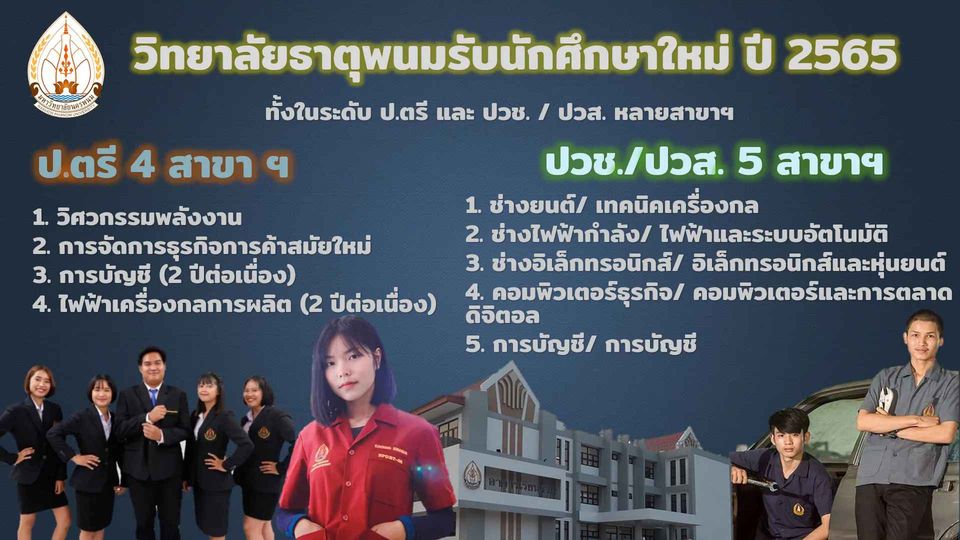 วิทยาลัยธาตุพนมรับนักศึกษาใหม่ ปี 2565
ทั้งในระดับ ป.ตรี และ ปวช. / ปวส. หลายสาขาฯ
ป.ตรี 4 สาขา ฯ
1. วิศวกรรมพลังงาน
2. การจัดการธุรกิจการค้าสมัยใหม่
3. การบัญชี (2 ปีต่อเนื่อง)
4. ไฟฟ้าเครื่องกลการผลิต (2 ปีต่อเนื่อง)
ปวช./ปวส. 5 สาขาฯ
1. ช่างยนต์/ เทคนิคเครื่องกล
2. ช่างไฟฟ้ากำลัง/ ไฟฟ้าและระบบอัตโนมัติ
3. ช่างอิเล็กทรอนิกส์/ อิเล็กทรอนิกส์และหุ่นยนต์
4. คอมพิวเตอร์ธุรกิจ/ คอมพิวเตอร์และการตลาด
ดิจิตอล
5. การบัญชี/ การบัญชี
มหาวิทยาลัยนครพนม